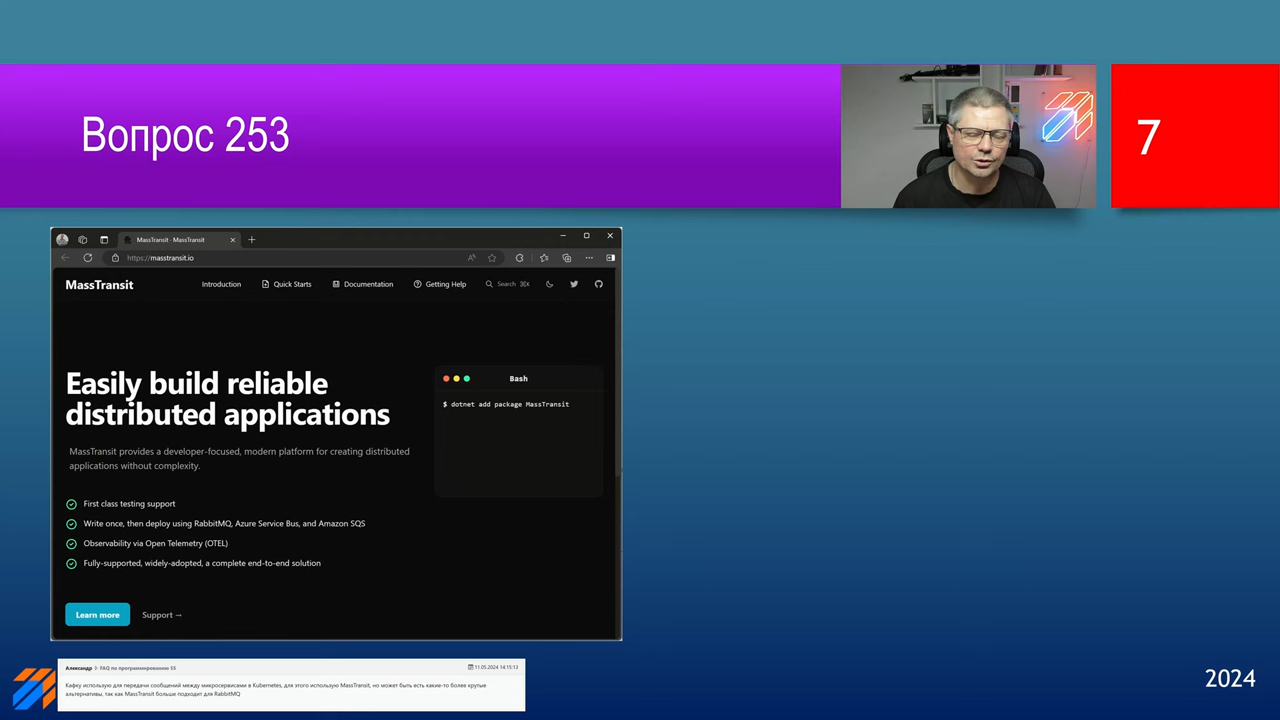 Вопрос 253
7
MassTransit · MassTransit
https://masstransit.io
MassTransit
Introduction
Quick Starts
Documentation
Getting Help
Search ⌘K
Easily build reliable
distributed applications
MassTransit provides a developer-focused, modern platform for creating distributed
applications without complexity.
First class testing support
Write once, then deploy using RabbitMQ, Azure Service Bus, and Amazon SQS
Observability via Open Telemetry (OTEL)
Fully-supported, widely-adopted, a complete end-to-end solution
Learn more
Support →
Bash
$ dotnet add package MassTransit
Александр
FAQ по программированию 55
11.05.2024 14:15:13
Кафку использую для передачи сообщений между микросервисами в Kubernetes, для этого использую MassTransit, но может быть есть какие-то более крутые
альтернативы, так как MassTransit больше подходит для RabbitMQ
2024